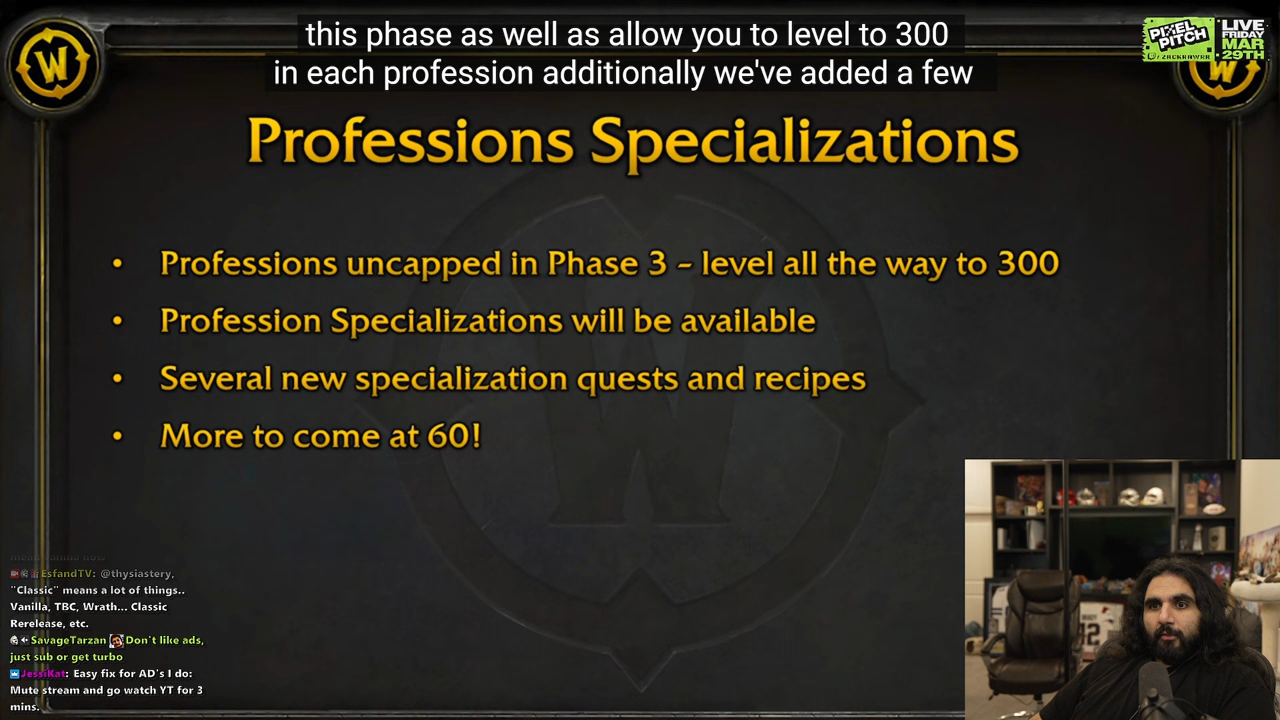 this phase as well as allow you to level to 300
in each profession additionally we've added a few
PIXEL
PITCH
LIVE
FRIDAY
MAR
29TH
Professions Specializations
• Professions uncapped in Phase 3 – level all the way to 300
• Profession Specializations will be available
• Several new specialization quests and recipes
• More to come at 60!
EsfandTV: @thysiastery,
"Classic" means a lot of things..
Vanilla, TBC, Wrath... Classic
Rerelease, etc.
SavageTarzan Don't like ads,
just sub or get turbo
JessiKat: Easy fix for AD's I do:
Mute stream and go watch YT for 3
mins.